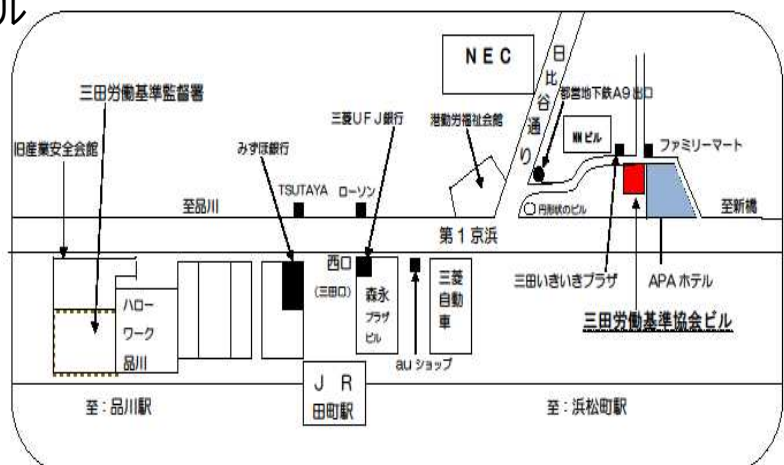 ル
NEC
日比谷通り
三田労働基準監督署
三菱UFJ銀行
港勤労福祉会館
都営地下鉄A9出口
NNビル
ファミリーマート
旧産業安全会館
みずほ銀行
TSUTAYA ローソン
至品川
円形状のビル
至新橋
第1京浜
西口
(三田口)
三田いきいきプラザ
APAホテル
三田労働基準協会ビル
ハロー
ワーク
品川
森永
プラザ
ビル
三菱
自動
車
auショップ
JR
田町駅
至:品川駅
至:浜松町駅